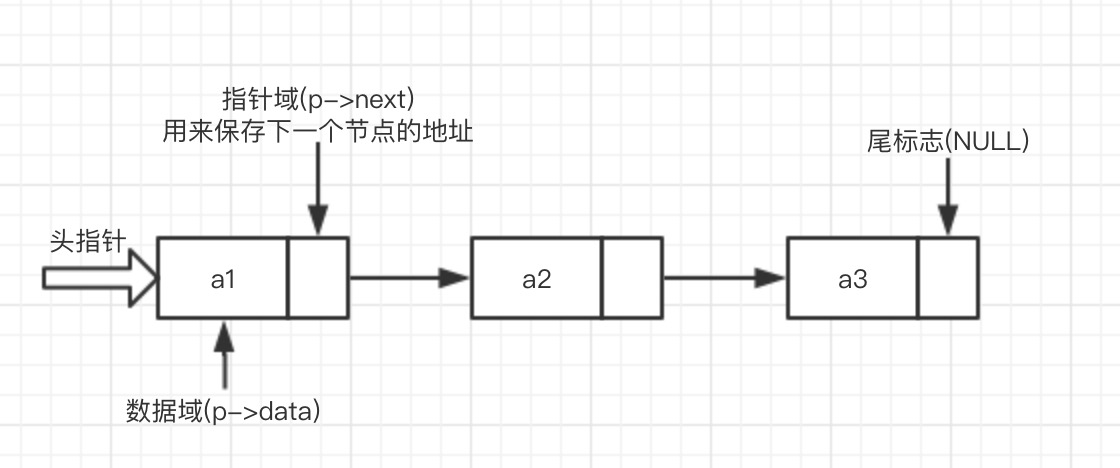 指针域(p->next)
用来保存下一个节点的地址
尾标志(NULL)
头指针
a1
a2
a3
数据域(p->data)